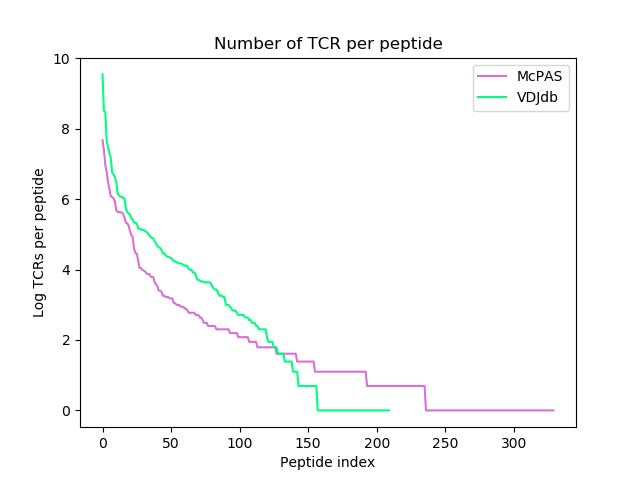 Number of TCR per peptide
McPAS
VDJdb
Log TCRs per peptide
10
8
6
4
2
0
0 50 100 150 200 250 300
Peptide index